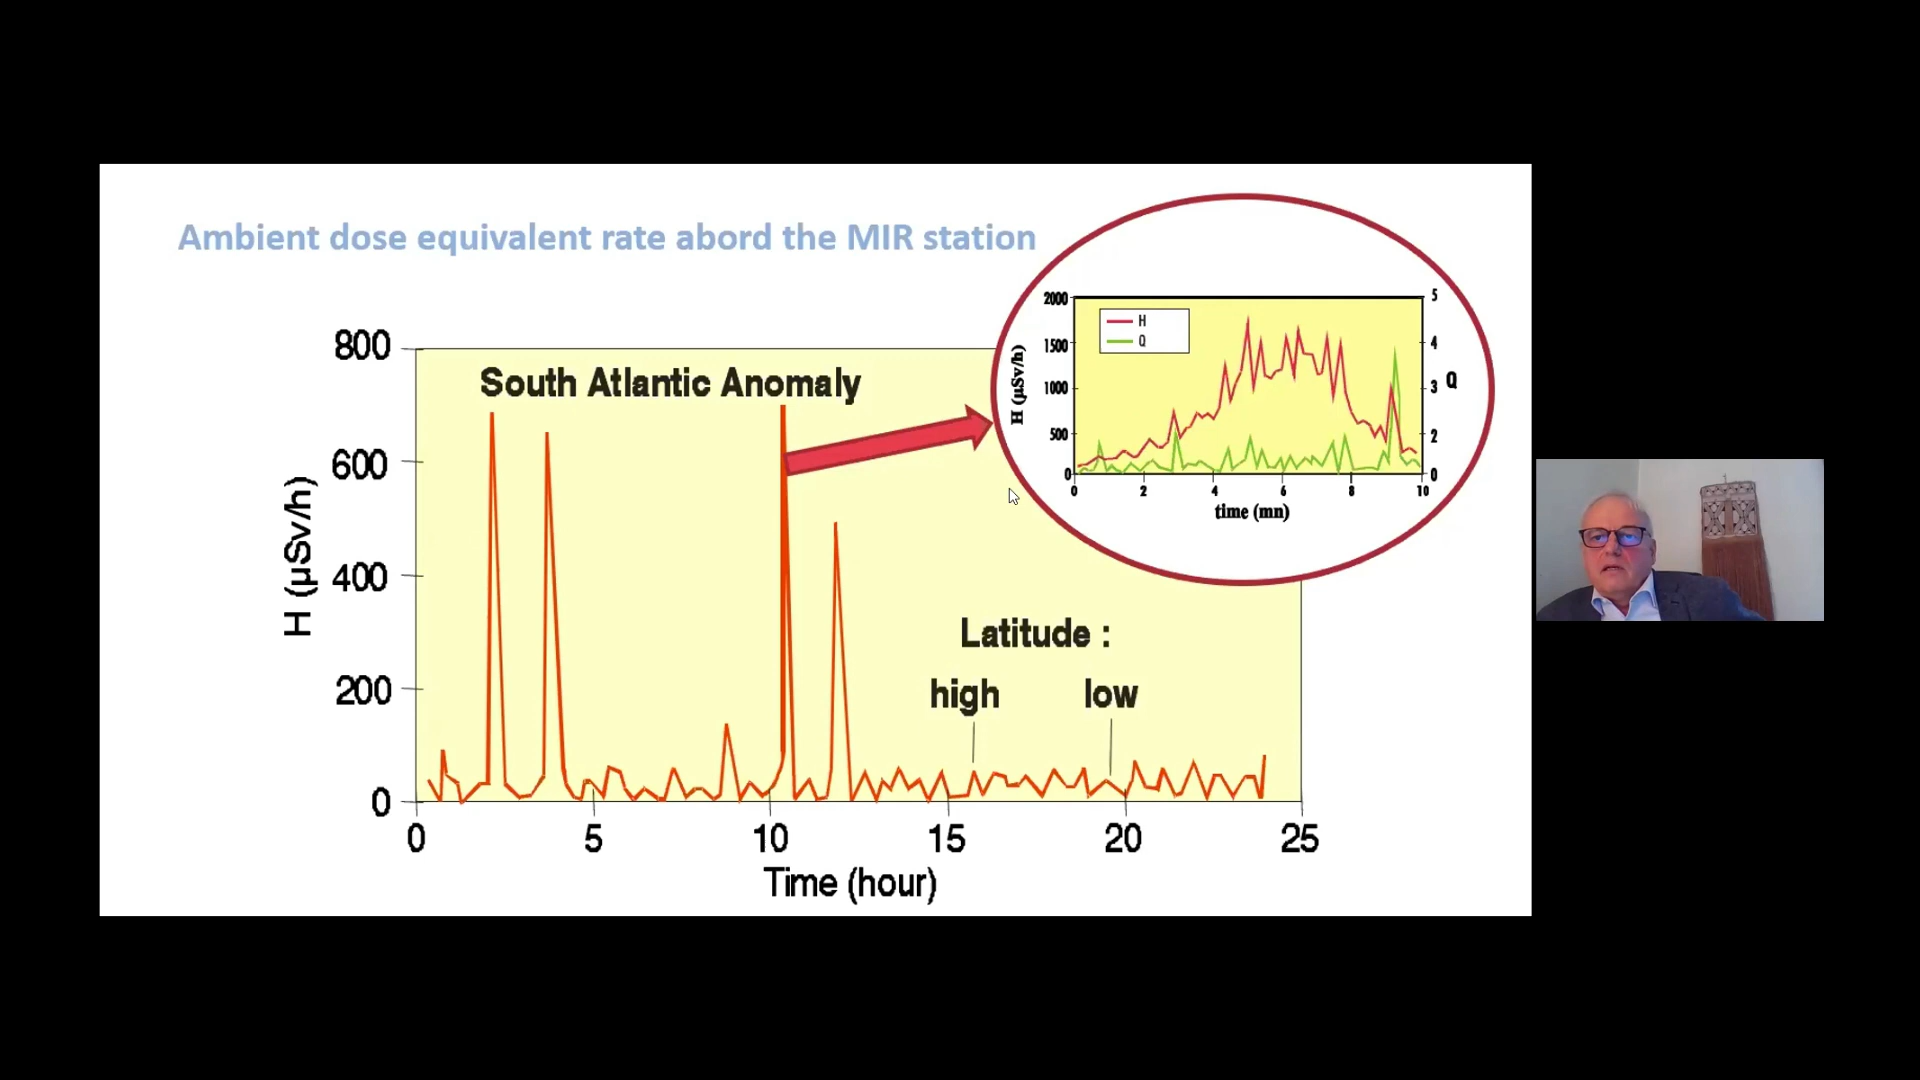 Ambient dose equivalent rate abord the MIR station
South Atlantic Anomaly
H (µSv/h)
800
600
400
200
0
0 5 10 15 20 25
Time (hour)
Latitude :
high low
H
Q
H (µSv/h)
2000
1500
1000
500
0
5
4
3
2
0
Q
0 2 4 6 8 10
time (mn)